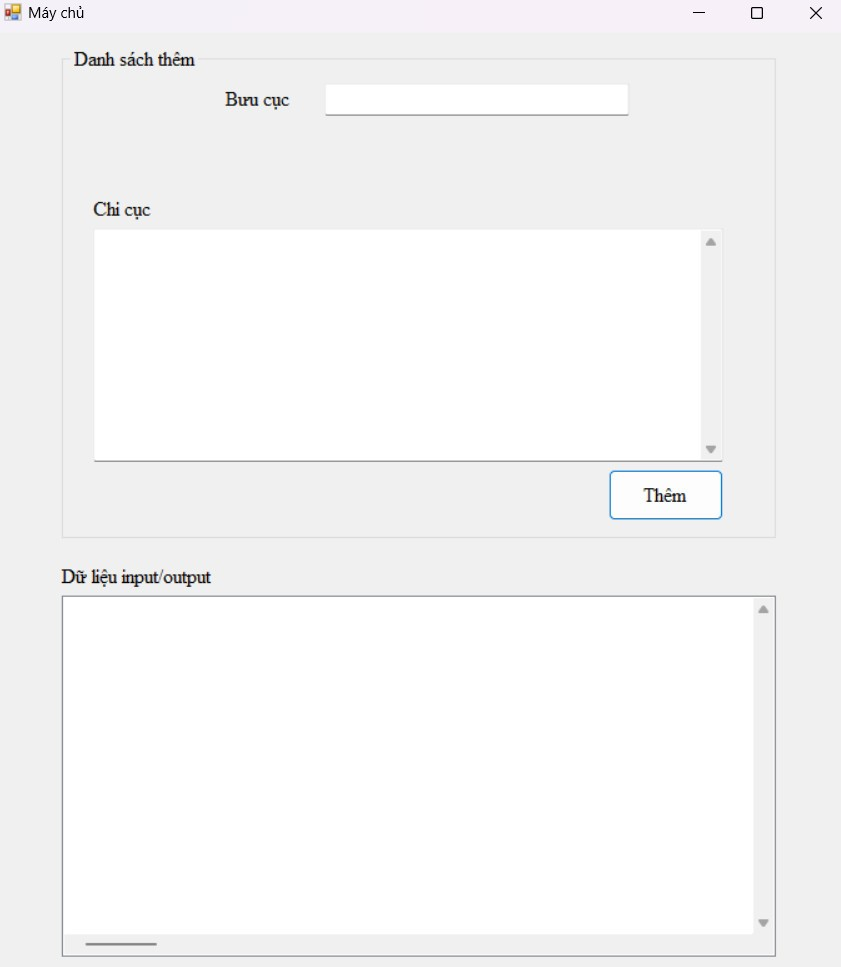 Máy chủ
Danh sách thêm
Bưu cục
Chi cục
Thêm
Dữ liệu input/output